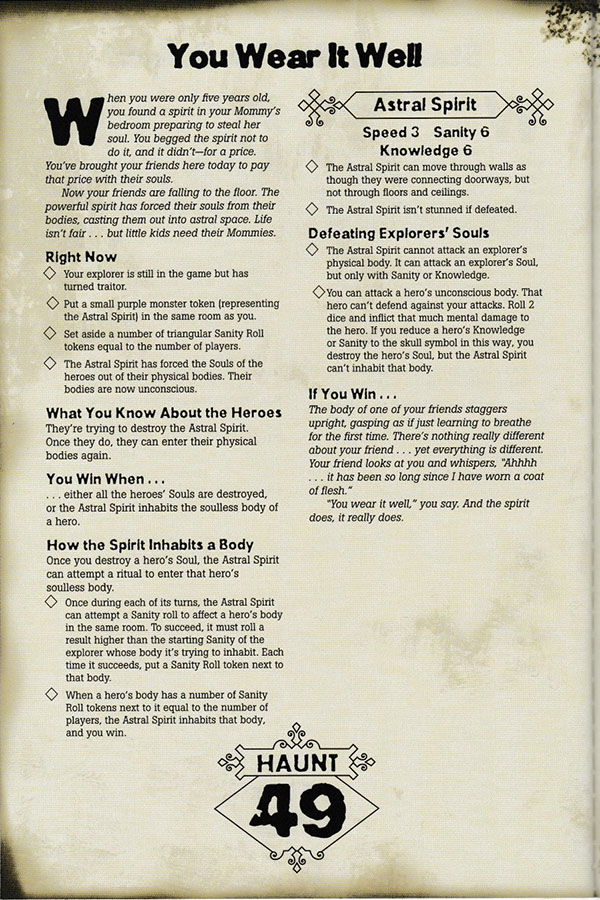 You Wear It Well
When you were only five years old,
you found a spirit in your Mommy's
bedroom preparing to steal her
soul. You begged the spirit not to
do it, and it didn't—for a price.
You've brought your friends here today to pay
that price with their souls.
Now your friends are falling to the floor. The
powerful spirit has forced their souls from their
bodies, casting them out into astral space. Life
isn't fair . . . but little kids need their Mommies.
Right Now
Your explorer is still in the game but has
turned traitor.
Put a small purple monster token (representing
the Astral Spirit) in the same room as you.
Set aside a number of triangular Sanity Roll
tokens equal to the number of players.
The Astral Spirit has forced the Souls of the
heroes out of their physical bodies. Their
bodies are now unconscious.
What You Know About the Heroes
They're trying to destroy the Astral Spirit.
Once they do, they can enter their physical
bodies again.
You Win When . . .
. . . either all the heroes' Souls are destroyed,
or the Astral Spirit inhabits the soulless body of
a hero.
How the Spirit Inhabits a Body
Once you destroy a hero's Soul, the Astral Spirit
can attempt a ritual to enter that hero's
soulless body.
Once during each of its turns, the Astral Spirit
can attempt a Sanity roll to affect a hero's body
in the same room. To succeed, it must roll a
result higher than the starting Sanity of the
explorer whose body it's trying to inhabit. Each
time it succeeds, put a Sanity Roll token next to
that body.
When a hero's body has a number of Sanity
Roll tokens next to it equal to the number of
players, the Astral Spirit inhabits that body,
and you win.
Astral Spirit
Speed 3 Sanity 6
Knowledge 6
The Astral Spirit can move through walls as
though they were connecting doorways, but
not through floors and ceilings.
The Astral Spirit isn't stunned if defeated.
Defeating Explorers' Souls
The Astral Spirit cannot attack an explorer's
physical body. It can attack an explorer's Soul,
but only with Sanity or Knowledge.
You can attack a hero's unconscious body. That
hero can't defend against your attacks. Roll 2
dice and inflict that much mental damage to
the hero. If you reduce a hero's Knowledge
or Sanity to the skull symbol in this way, you
destroy the hero's Soul, but the Astral Spirit
can't inhabit that body.
If You Win . . .
The body of one of your friends staggers
upright, gasping as if just learning to breathe
for the first time. There's nothing really different
about your friend . . . yet everything is different.
Your friend looks at you and whispers, "Ahhhh
. . . it has been so long since I have worn a coat
of flesh."
"You wear it well," you say. And the spirit
does, it really does.
HAUNT
49